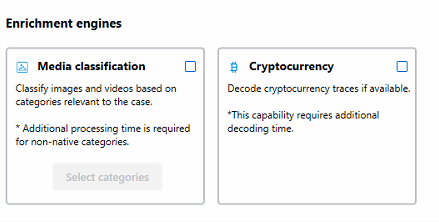 Enrichment engines
Media classification
Classify images and videos based on
categories relevant to the case.
* Additional processing time is required
for non-native categories.
Select categories
Cryptocurrency
Decode cryptocurrency traces if available.
*This capability requires additional
decoding time.